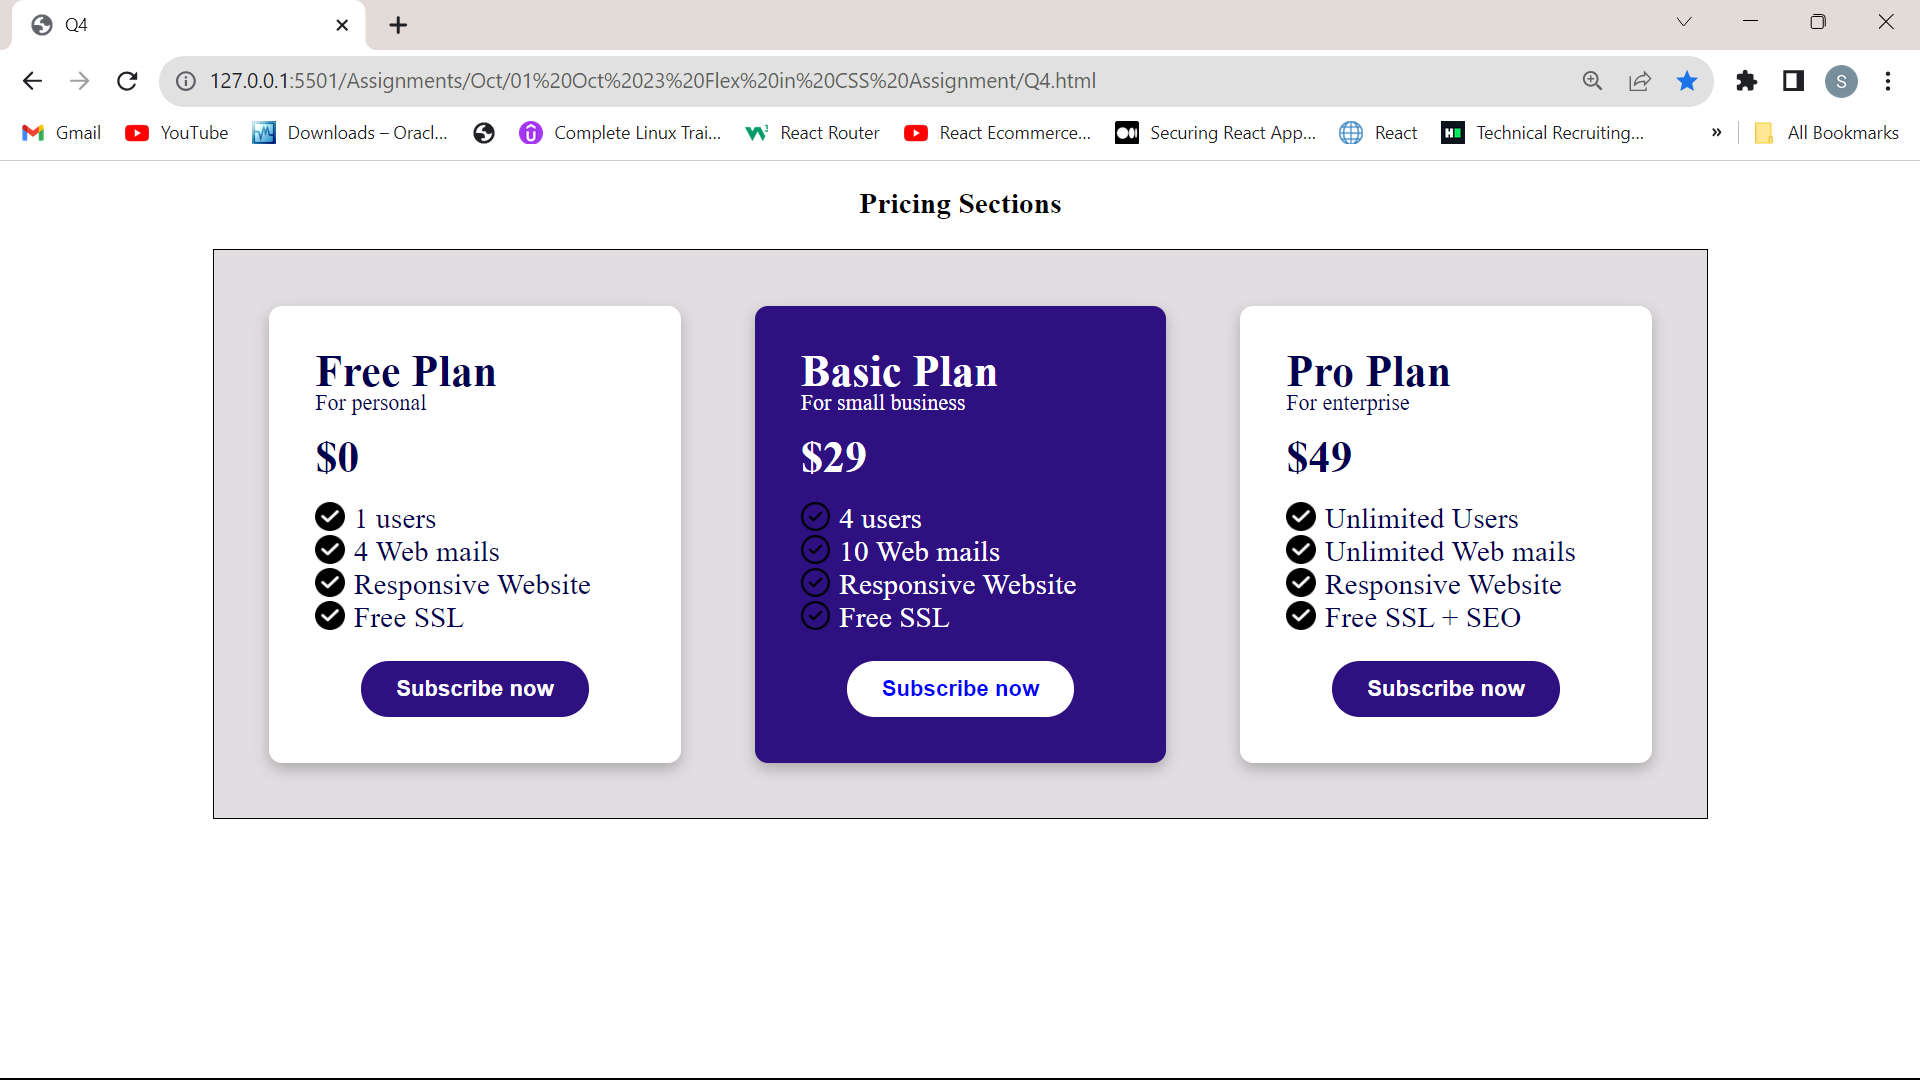 Q4
127.0.0.1:5501/Assignments/Oct/01%20Oct%2023%20Flex%20in%20CSS%20Assignment/Q4.html
S
Gmail
YouTube
Downloads – Oracl...
Complete Linux Trai...
React Router
React Ecommerce...
Securing React App...
React
Technical Recruiting...
»
All Bookmarks
Pricing Sections
Free Plan
For personal
$0
1 users
4 Web mails
Responsive Website
Free SSL
Subscribe now
Basic Plan
For small business
$29
4 users
10 Web mails
Responsive Website
Free SSL
Subscribe now
Pro Plan
For enterprise
$49
Unlimited Users
Unlimited Web mails
Responsive Website
Free SSL + SEO
Subscribe now